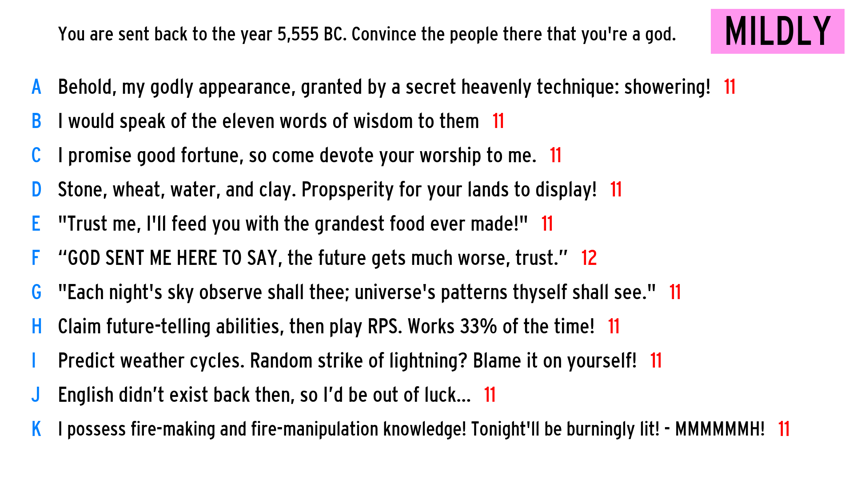 You are sent back to the year 5,555 BC. Convince the people there that you're a god.
MILDLY
A Behold, my godly appearance, granted by a secret heavenly technique: showering! 11
B I would speak of the eleven words of wisdom to them 11
C I promise good fortune, so come devote your worship to me. 11
D Stone, wheat, water, and clay. Propsperity for your lands to display! 11
E "Trust me, I'll feed you with the grandest food ever made!" 11
F “GOD SENT ME HERE TO SAY, the future gets much worse, trust.” 12
G "Each night's sky observe shall thee; universe's patterns thyself shall see." 11
H Claim future-telling abilities, then play RPS. Works 33% of the time! 11
I Predict weather cycles. Random strike of lightning? Blame it on yourself! 11
J English didn’t exist back then, so I’d be out of luck... 11
K I possess fire-making and fire-manipulation knowledge! Tonight'll be burningly lit! - MMMMMMH! 11